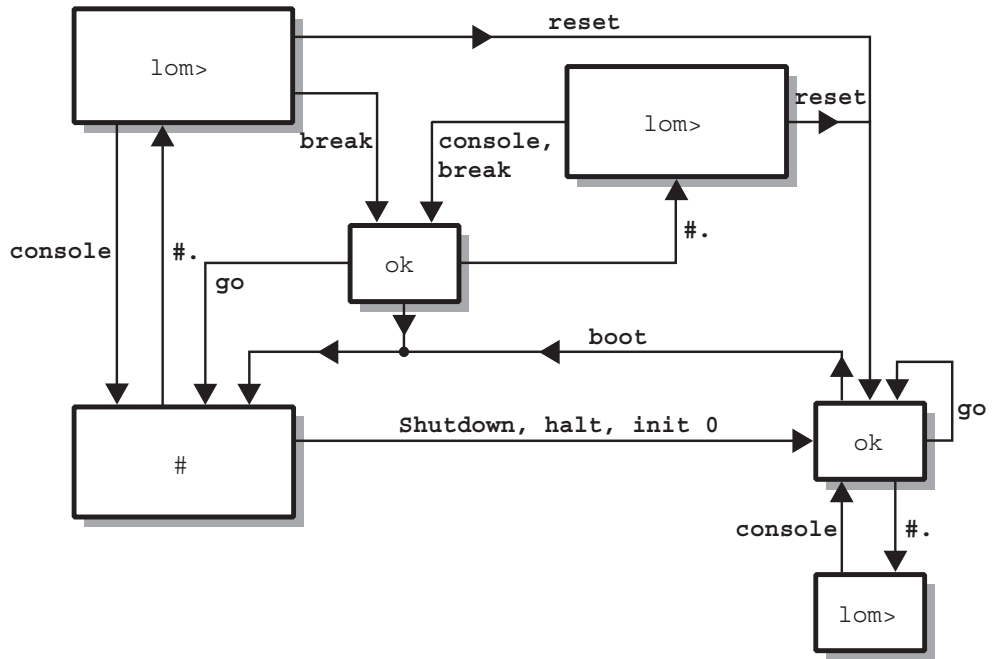 reset
lom>
reset
lom>
break
console,
break
console
#.
#.
ok
go
boot
go
Shutdown, halt, init 0
ok
#
console
#.
lom>